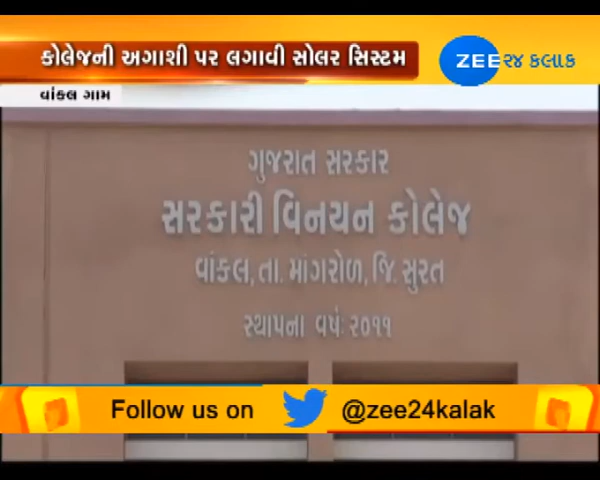 કોલેજની અગાશી પર લગાવી સોલર સિસ્ટમ
ZEE ૨૪ કલાક
વાંકલ ગામ
ગુજરાત સરકાર
સરકારી વિનયન કોલેજ
વાંકલ, તા. માંગરોળ, જિ. સુરત
સ્થાપના વર્ષ: ૨૦૧૧
Follow us on @zee24kalak